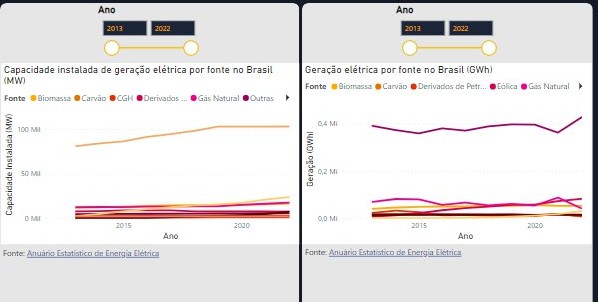 Ano
2013 2022
Capacidade instalada de geração elétrica por fonte no Brasil
(MW)
Fonte Biomassa Carvão CGH Derivados ... Gás Natural Outras
Capacidade Instalada (MW)
100 Mi
50 Mi
0 Mi
2015 2020
Ano
Fonte: Anuário Estatístico de Energia Elétrica
Ano
2013 2022
Geração elétrica por fonte no Brasil (GWh)
Fonte Biomassa Carvão Derivados de Petr... Eólica Gás Natural
Geração (GWh)
0,4 Mi
0,2 Mi
0,0 Mi
2015 2020
Ano
Fonte: Anuário Estatístico de Energia Elétrica